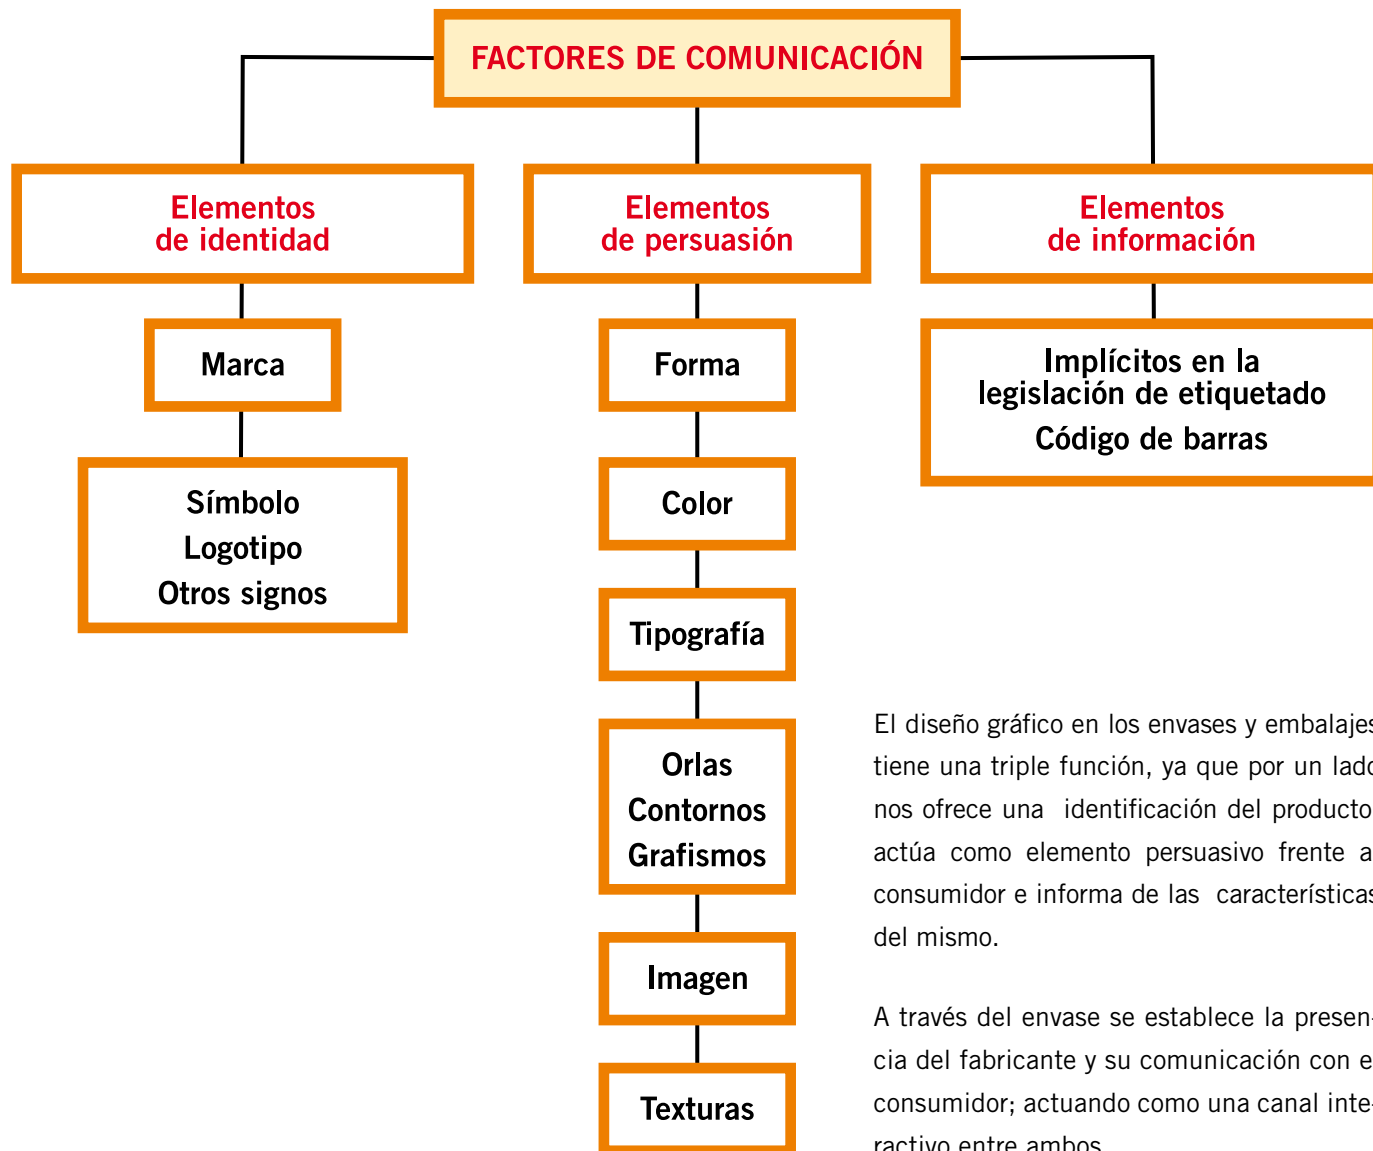 FACTORES DE COMUNICACIÓN
Elementos
de identidad
Marca
Símbolo
Logotipo
Otros signos
Elementos
de persuasión
Forma
Color
Tipografía
Orlas
Contornos
Grafismos
Imagen
Texturas
Elementos
de información
Implícitos en la
legislación de etiquetado
Código de barras
El diseño gráfico en los envases y embalajes
tiene una triple función, ya que por un lado
nos ofrece una identificación del producto
actúa como elemento persuasivo frente a
consumidor e informa de las características
del mismo.
A través del envase se establece la presen-
cia del fabricante y su comunicación con e
consumidor; actuando como una canal inte-
ractivo entre ambos